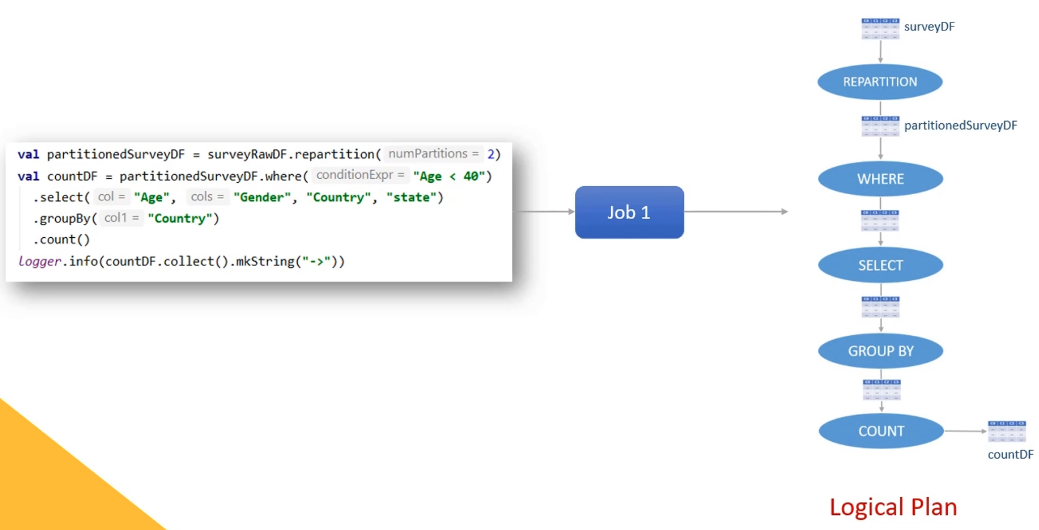 surveyDF
REPARTITION
partitionedSurveyDF
val partitionedSurveyDF = surveyRawDF.repartition( numPartitions = 2)
val countDF = partitionedSurveyDF.where( conditionExpr = "Age < 40")
.select( col = "Age", cols = "Gender", "Country", "state")
.groupBy( col1 = "Country")
.count()
logger.info(countDF.collect().mkString("->"))
Job 1
WHERE
SELECT
GROUP BY
COUNT
countDF
Logical Plan